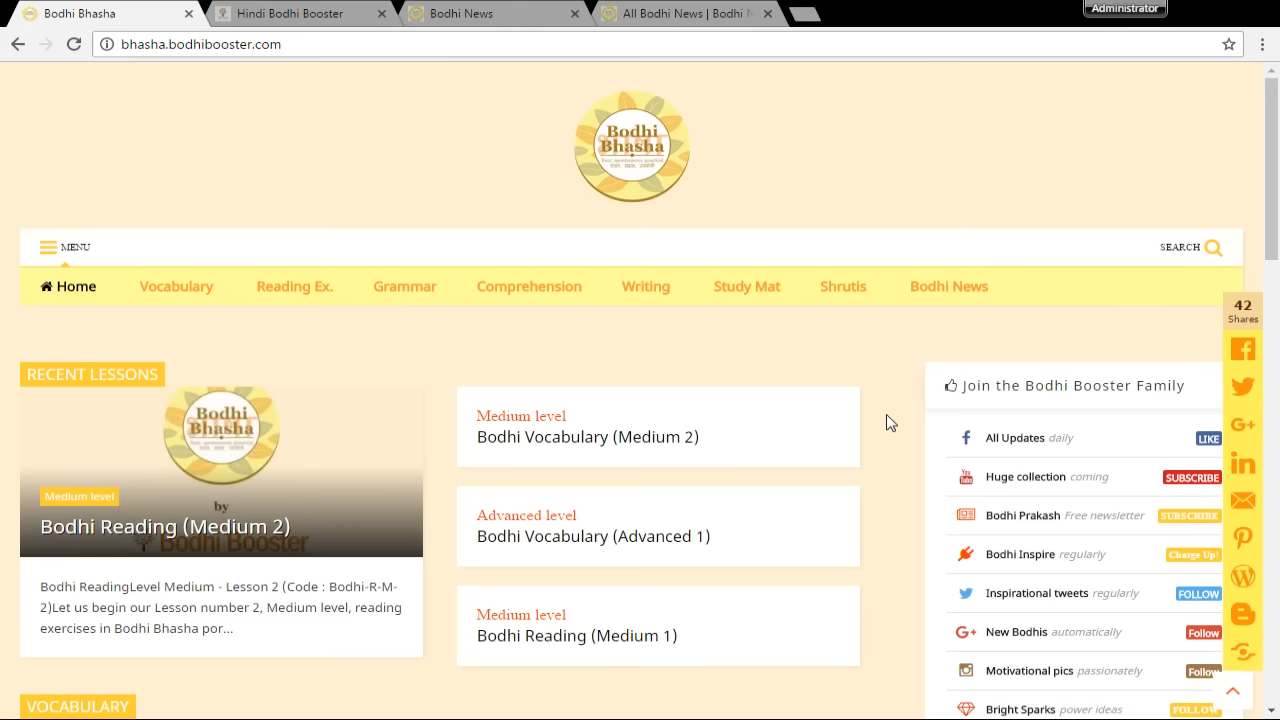 Bodhi Bhasha
Hindi Bodhi Booster
Bodhi News
All Bodhi News | Bodhi N
Administrator
bhasha.bodhibooster.com
Bodhi
Bhasha
MENU
SEARCH
Home
Vocabulary
Reading Ex.
Grammar
Comprehension
Writing
Study Mat
Shrutis
Bodhi News
42
Shares
RECENT LESSONS
Bodhi
Bhasha
by
Bodhi Booster
Medium level
Bodhi Reading (Medium 2)
Bodhi ReadingLevel Medium - Lesson 2 (Code : Bodhi-R-M-
2)Let us begin our Lesson number 2, Medium level, reading
exercises in Bodhi Bhasha por...
Medium level
Bodhi Vocabulary (Medium 2)
Advanced level
Bodhi Vocabulary (Advanced 1)
Medium level
Bodhi Reading (Medium 1)
Join the Bodhi Booster Family
All Updates daily LIKE
Huge collection coming SUBSCRIBE
Bodhi Prakash Free newsletter SUBSCRIBE
Bodhi Inspire regularly Charge Up!
Inspirational tweets regularly FOLLOW
New Bodhis automatically Follow
Motivational pics passionately Follow
Bright Sparks power ideas FOLLOW
VOCABULARY